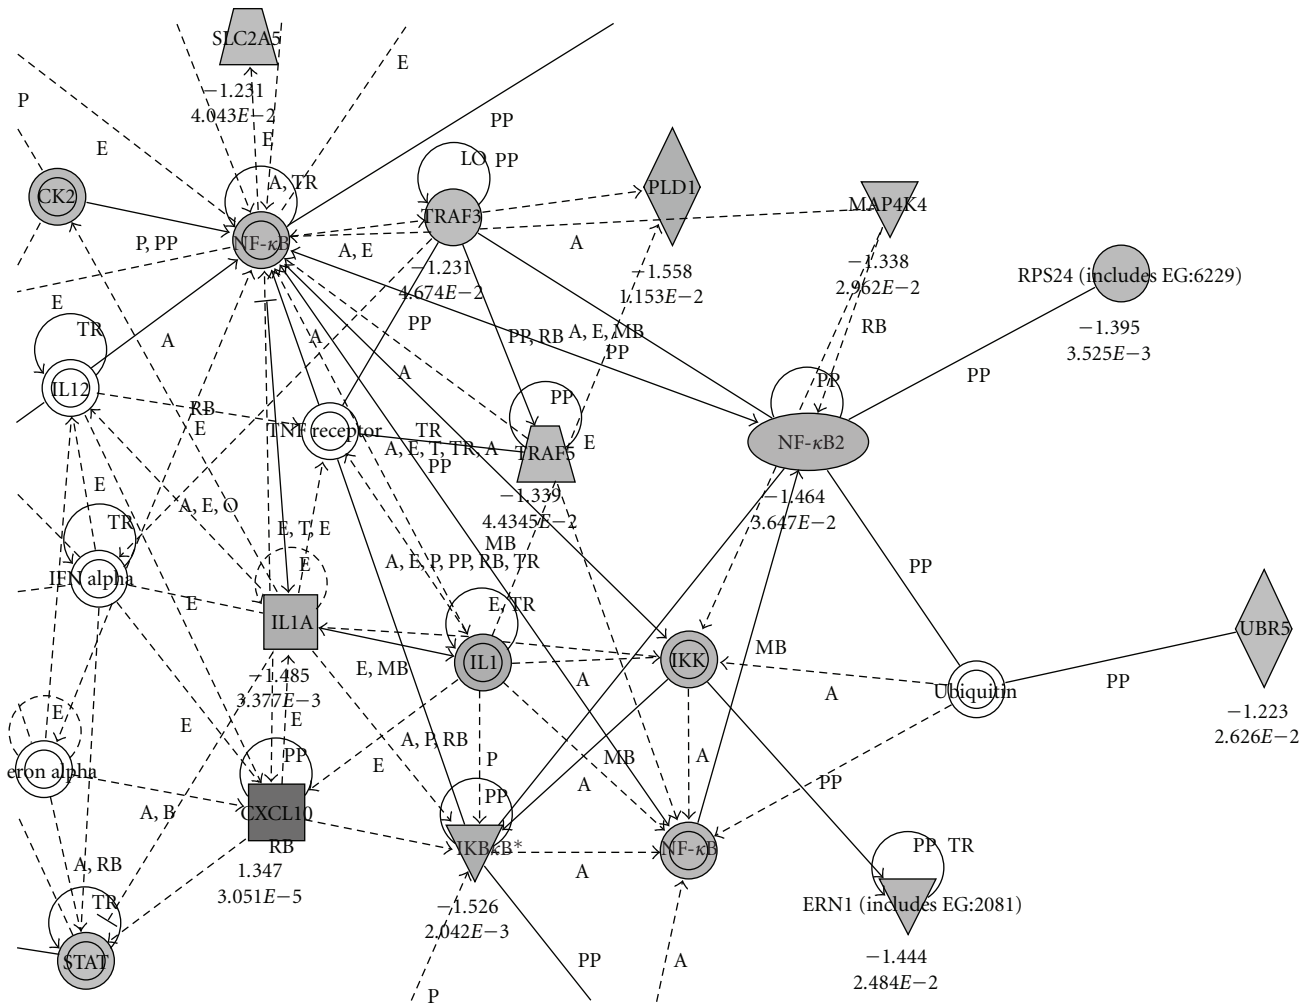 SLC2A5
−1.231
4.043E−2
E
P
E
E
PP
A, TR
LO
PP
CK2
NF-κB
TRAF3
PLD1
MAP4K4
P, PP
A, E
A
−1.231
4.674E−2
−1.558
1.153E−2
−1.338
2.962E−2
RPS24 (includes EG:6229)
−1.395
3.525E−3
E
TR
A
A
PP
PP, RB
A, E, MB
PP
RB
PP
A
IL12
RB
E
TNF receptor
TR
A, E, T, TR, A
PP
PP
TRAF5
E
PP
NF-κB2
−1.339
4.4345E−2
−1.464
3.647E−2
E
TR
A, E, O
E, T, E
E
MB
A, E, P, PP, RB, TR
PP
IFN alpha
E
IL1A
E, TR
IL1
IKK
MB
A
A
Ubiquitin
UBR5
PP
−1.223
2.626E−2
−1.485
3.377E−3
E, MB
E
E
E
eron alpha
PP
A, P, RB
E
P
MB
A
A
PP
A, B
CXCL10
RB
1.347
3.051E−5
PP
IKBκB*
A
NF-κB
PP, TR
ERN1 (includes EG:2081)
−1.444
2.484E−2
A, RB
TR
STAT
−1.526
2.042E−3
PP
A
P